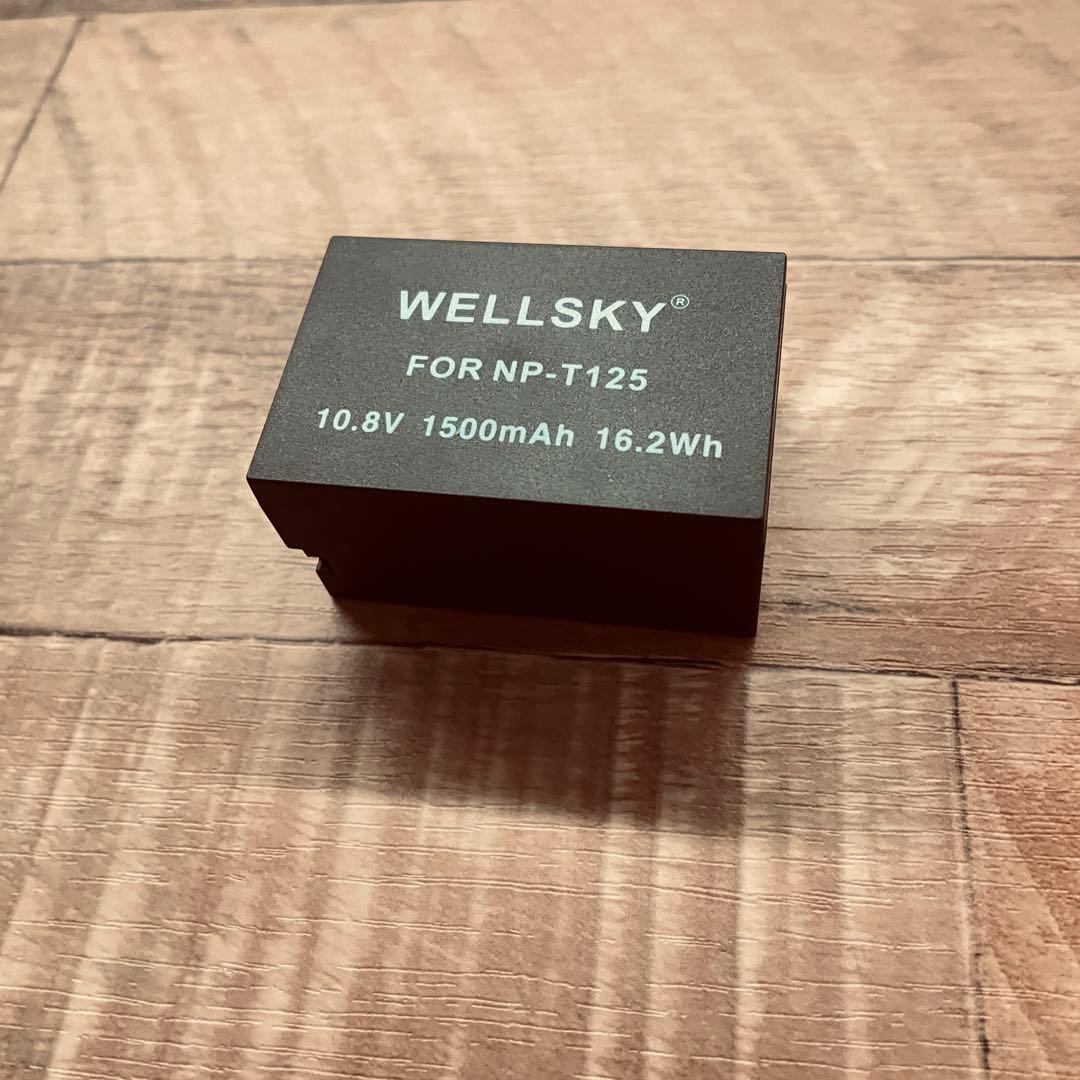 WELLSKY®
FOR NP-T125
10.8V 1500mAh 16.2Wh